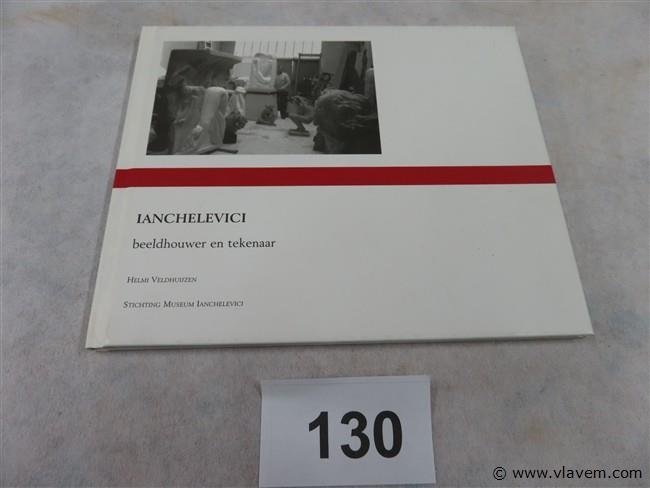 IANCHELEVICI
beeldhouwer en tekenaar
HELMI VELDHUIJZEN
STICHTING MUSEUM IANCHELEVICI
130
© www.vlavem.com